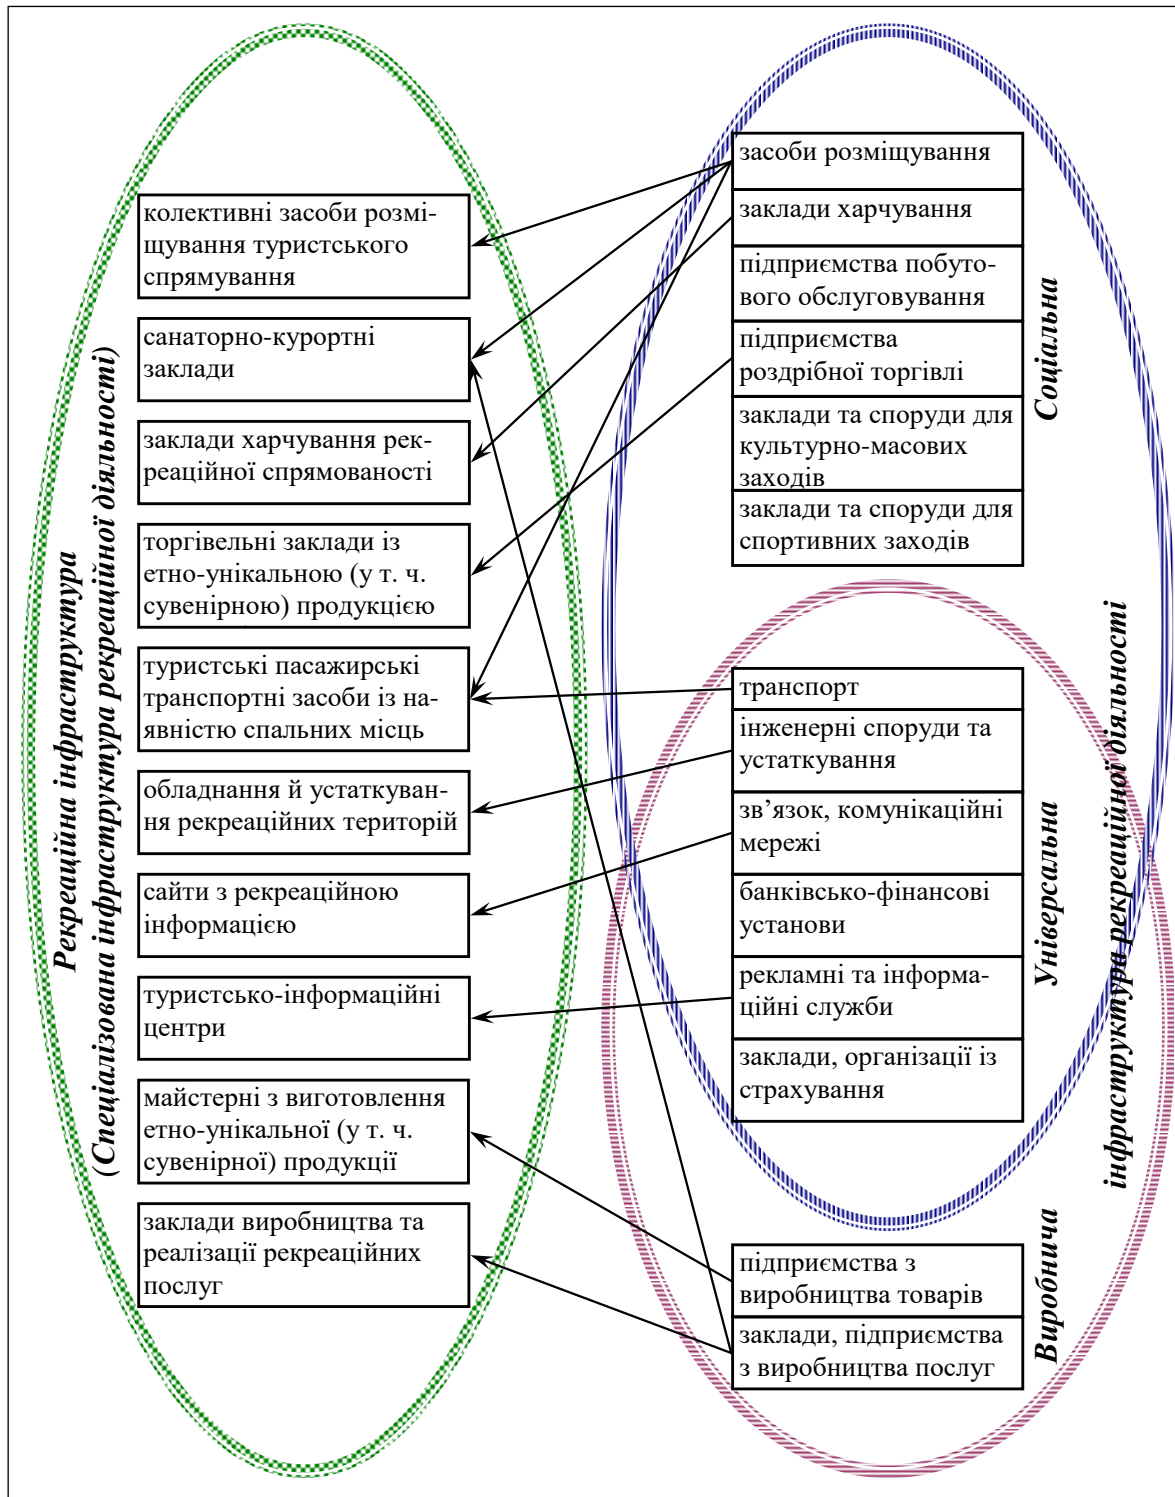 Рекреаційна інфраструктура
(Спеціалізована інфраструктура рекреаційної діяльності)
колективні засоби розмі-
щування туристського
спрямування
санаторно-курортні
заклади
заклади харчування рек-
реаційної спрямованості
торгівельні заклади із
етно-унікальною (у т. ч.
сувенірною) продукцією
туристські пасажирські
транспортні засоби із на-
явністю спальних місць
обладнання й устаткуван-
ня рекреаційних територій
сайти з рекреаційною
інформацією
туристсько-інформаційні
центри
майстерні з виготовлення
етно-унікальної (у т. ч.
сувенірної) продукції
заклади виробництва та
реалізації рекреаційних
послуг
засоби розміщування
заклади харчування
підприємства побуто-
вого обслуговування
підприємства
роздрібної торгівлі
заклади та споруди для
культурно-масових
заходів
заклади та споруди для
спортивних заходів
Соціальна
транспорт
інженерні споруди та
устаткування
зв’язок, комунікаційні
мережі
банківсько-фінансові
установи
рекламні та інформа-
ційні служби
заклади, організації із
страхування
Універсальна
підприємства з
виробництва товарів
заклади, підприємства
з виробництва послуг
Виробнича
інфраструктура рекреаційної діяльності